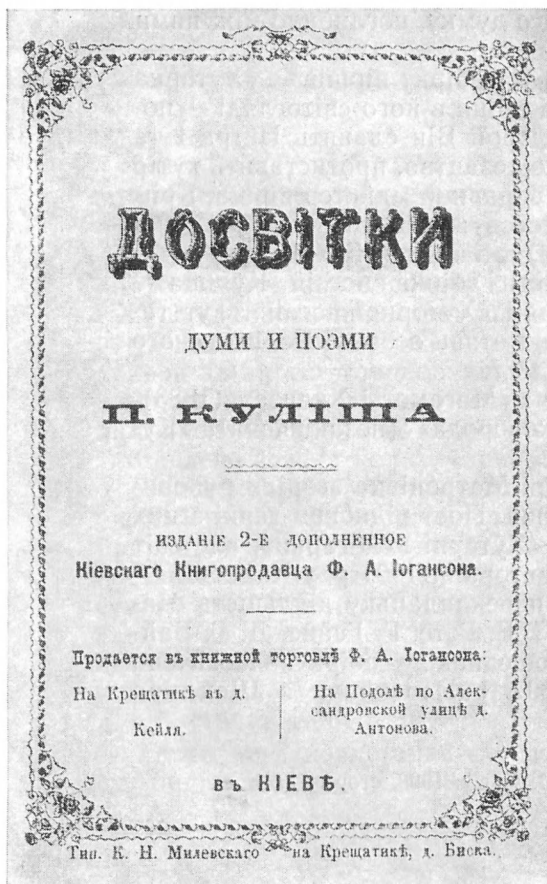 ДОСВІТКИ
ДУМИ И ПОЭМИ
П. КУЛІША
ИЗДАНІЕ 2-Е ДОПОЛНЕННОЕ
Кіевскаго Книгопродавца Ф. А. Іогансона.
Продается въ книжной торговлѣ Ф. А. Іогансона:
На Крещатикѣ въ д.
Кейля.
На Подолѣ по Алек-
сандровской улицѣ д.
Антонова.
въ КІЕВѢ.
Тип. К. Н. Милевскаго на Крещатикѣ, д. Биска.